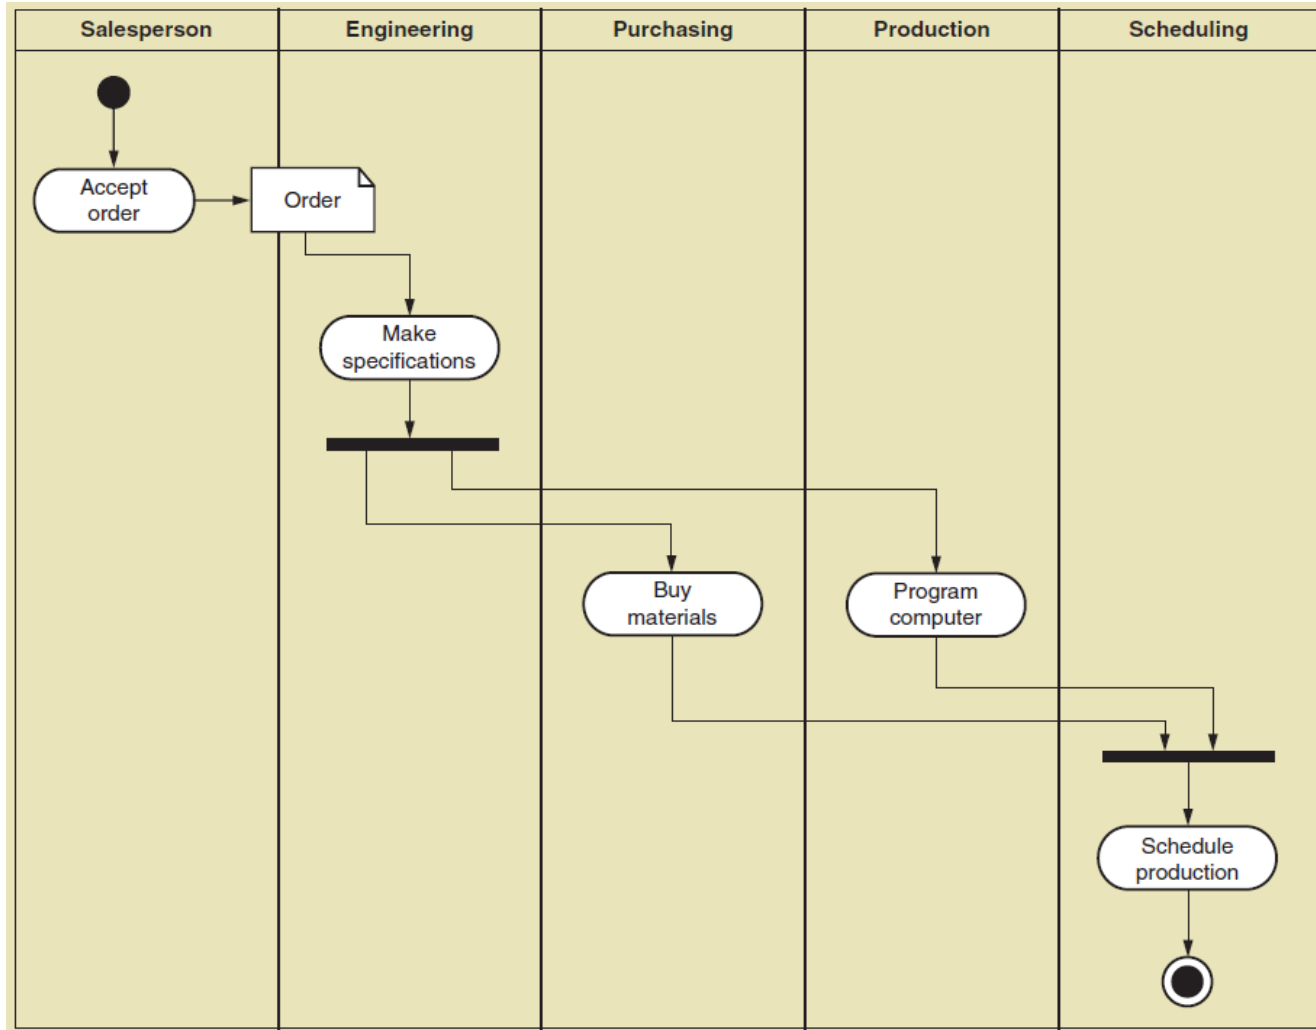 Salesperson
Engineering
Purchasing
Production
Scheduling
Accept
order
Order
Make
specifications
Buy
materials
Program
computer
Schedule
production